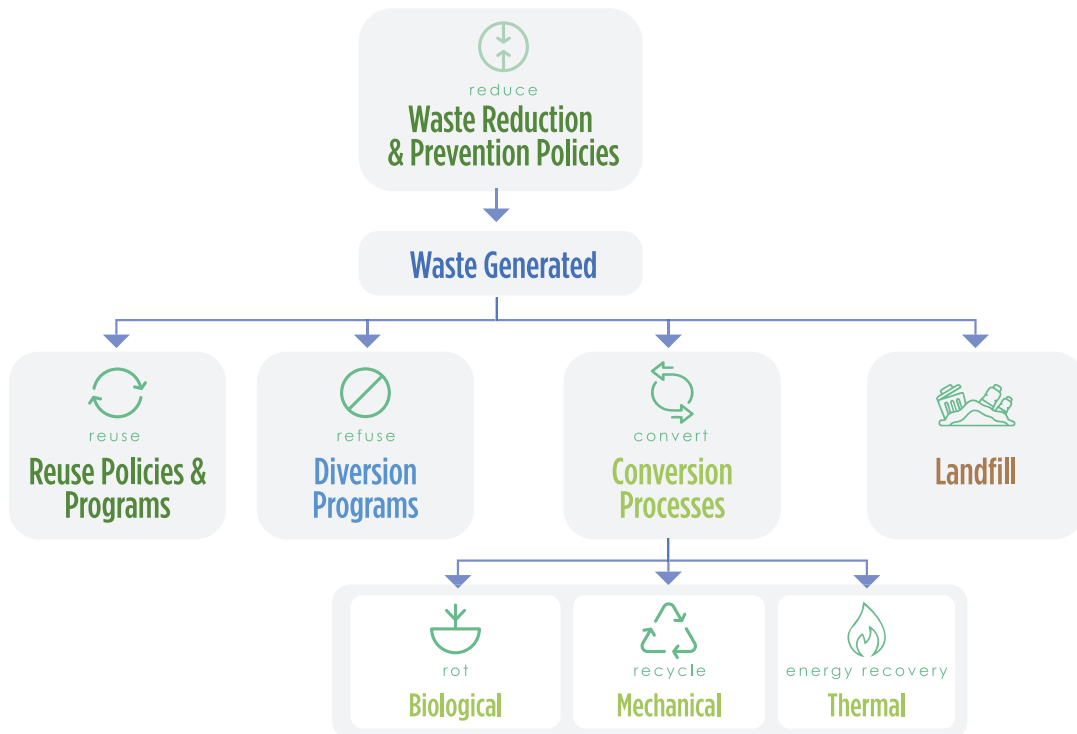 reduce
Waste Reduction
& Prevention Policies
Waste Generated
reuse
Reuse Policies &
Programs
refuse
Diversion
Programs
convert
Conversion
Processes
Landfill
rot
Biological
recycle
Mechanical
energy recovery
Thermal